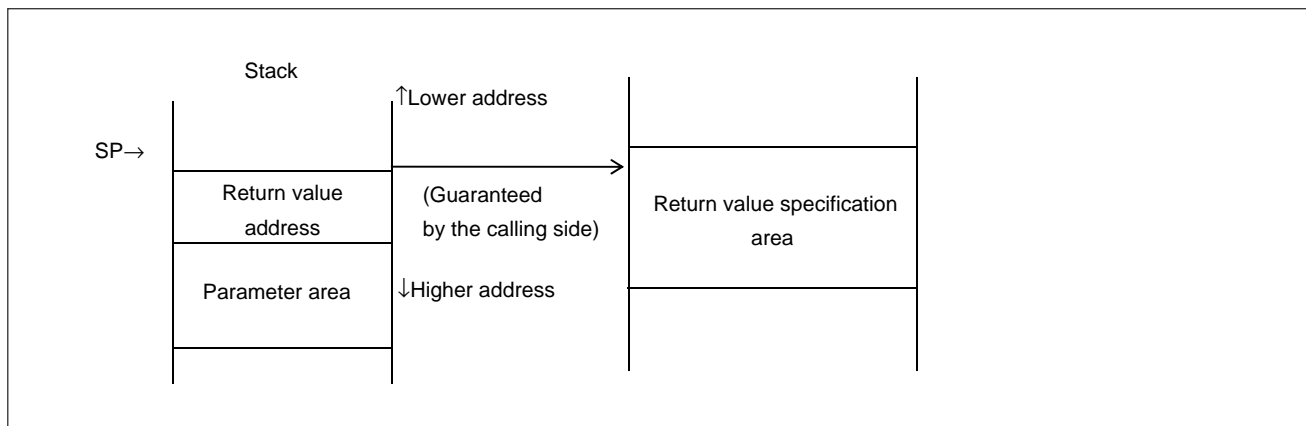 Stack
↑Lower address
SP→
Return value
address
(Guaranteed
by the calling side)
Return value specification
area
Parameter area
↓Higher address